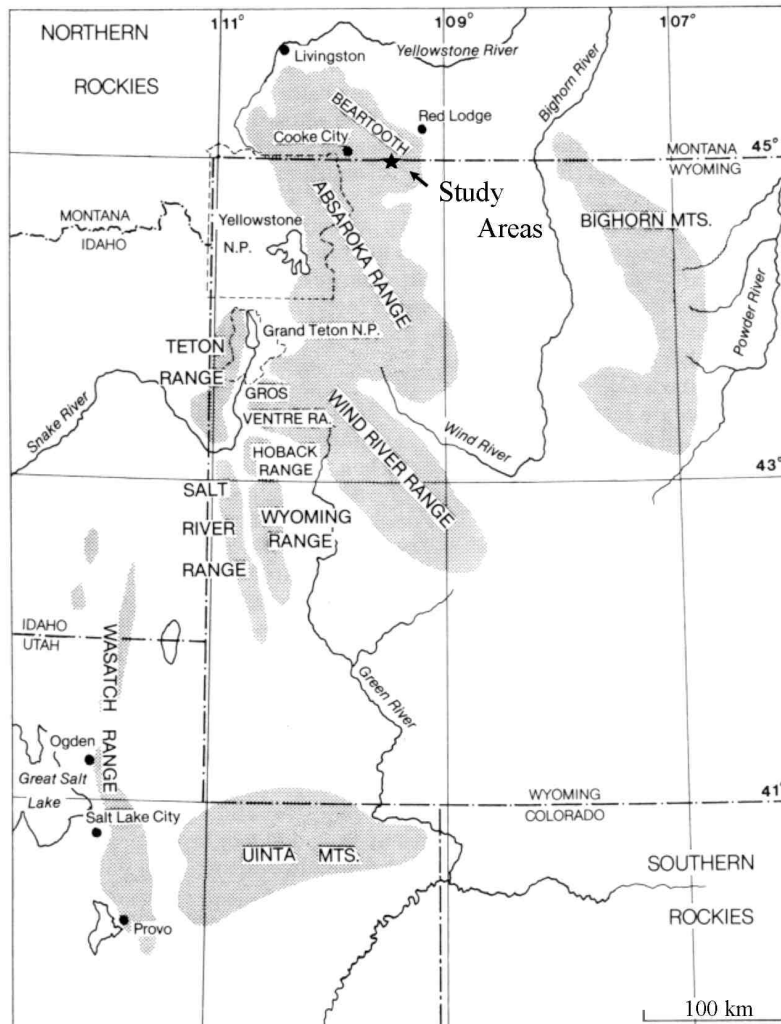 NORTHERN
ROCKIES
111°
109°
107°
Livingston
Yellowstone River
Bighorn River
BEARTOOTH
Red Lodge
Cooke City
MONTANA
45°
WYOMING
Study
Areas
ABSAROKA RANGE
BIGHORN MTS.
MONTANA
IDAHO
Yellowstone
N.P.
Powder River
Grand Teton N.P.
TETON
RANGE
GROS
VENTRE RA.
Snake River
WIND RIVER RANGE
Wind River
HOBACK
RANGE
43°
SALT
RIVER
RANGE
WYOMING
RANGE
IDAHO
UTAH
WASATCH RANGE
Green River
Ogden
Great Salt
Lake
WYOMING
41°
COLORADO
Salt Lake City
UINTA MTS.
SOUTHERN
ROCKIES
Provo
100 km